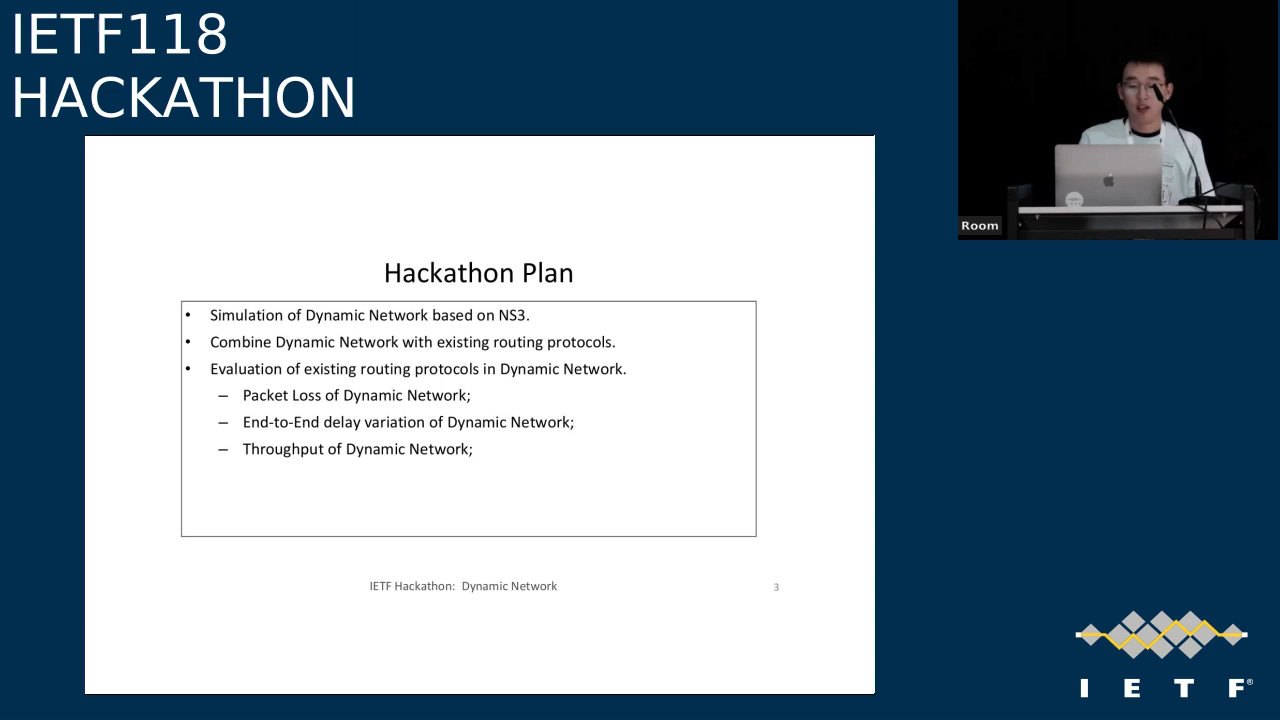 IETF118
HACKATHON
Room
Hackathon Plan
• Simulation of Dynamic Network based on NS3.
• Combine Dynamic Network with existing routing protocols.
• Evaluation of existing routing protocols in Dynamic Network.
– Packet Loss of Dynamic Network;
– End-to-End delay variation of Dynamic Network;
– Throughput of Dynamic Network;
IETF Hackathon: Dynamic Network 3
I E T F®